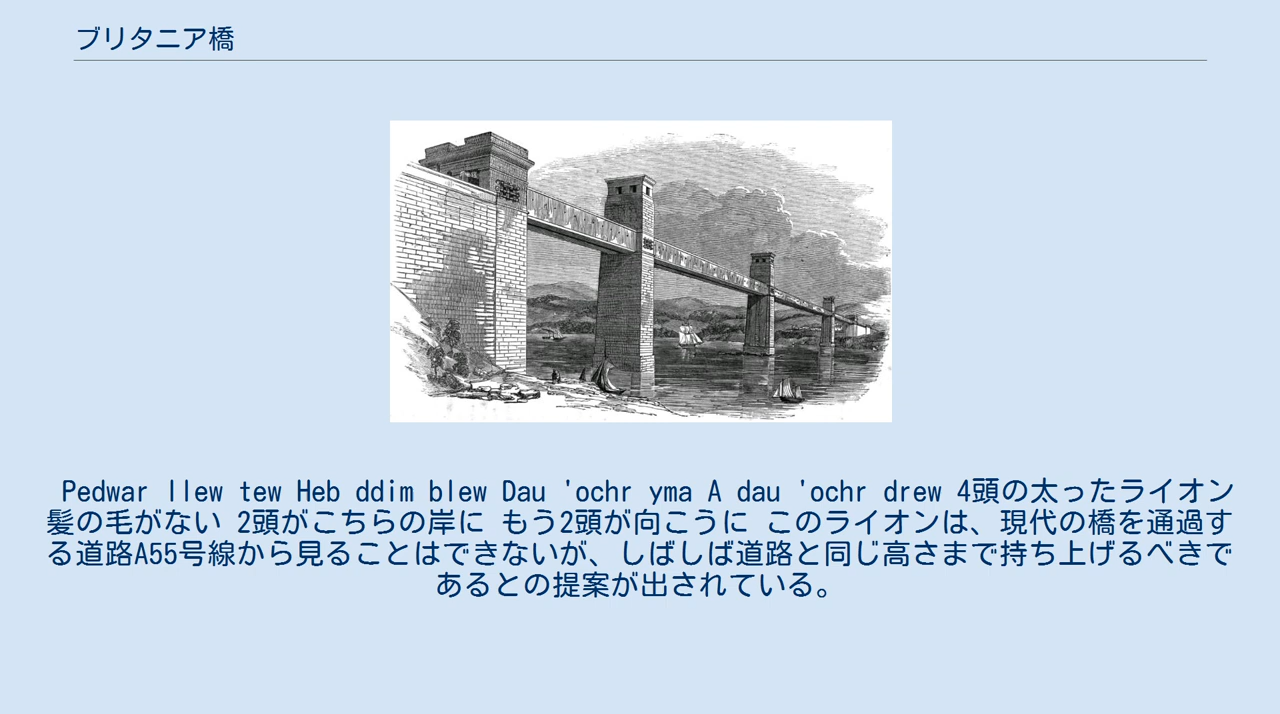 ブリタニア橋
Pedwar llew tew Heb ddim blew Dau 'ochr yma A dau 'ochr drew 4頭の太ったライオン
髪の毛がない 2頭がこちらの岸に もう2頭が向こうに このライオンは、現代の橋を通過す
る道路A55号線から見ることはできないが、しばしば道路と同じ高さまで持ち上げるべきで
あるとの提案が出されている。